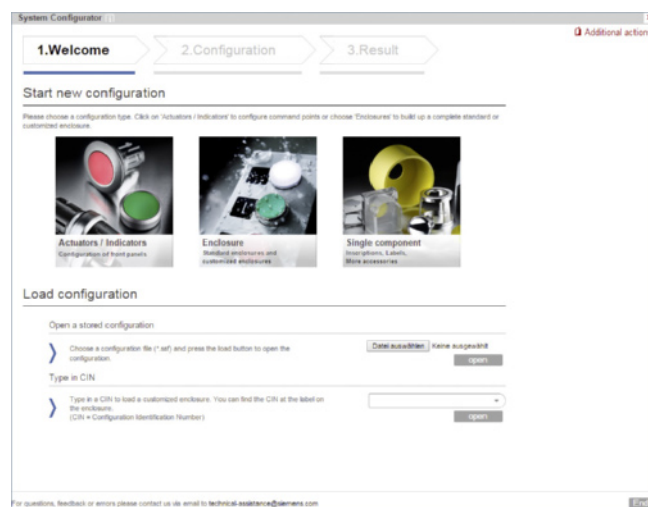 System Configurator
Additional action
1.Welcome
2.Configuration
3.Result
Start new configuration
Please choose a configuration type. Click on 'Actuators / Indicators' to configure command points or choose 'Enclosures' to build up a complete standard or
customized enclosure.
Actuators / Indicators
Configuration of front panels
Enclosure
Standard enclosures and
customized enclosures
Single component
Inscriptions, Labels,
More accessories
Load configuration
Open a stored configuration
Choose a configuration file (*.sef) and press the load button to open the
configuration.
Datei auswählen Keine ausgewählt
open
Type in CIN
Type in a CIN to load a customized enclosure. You can find the CIN at the label on
the enclosure.
(CIN = Configuration Identification Number)
open
For questions, feedback or errors please contact us via email to technical-assistance@siemens.com
End